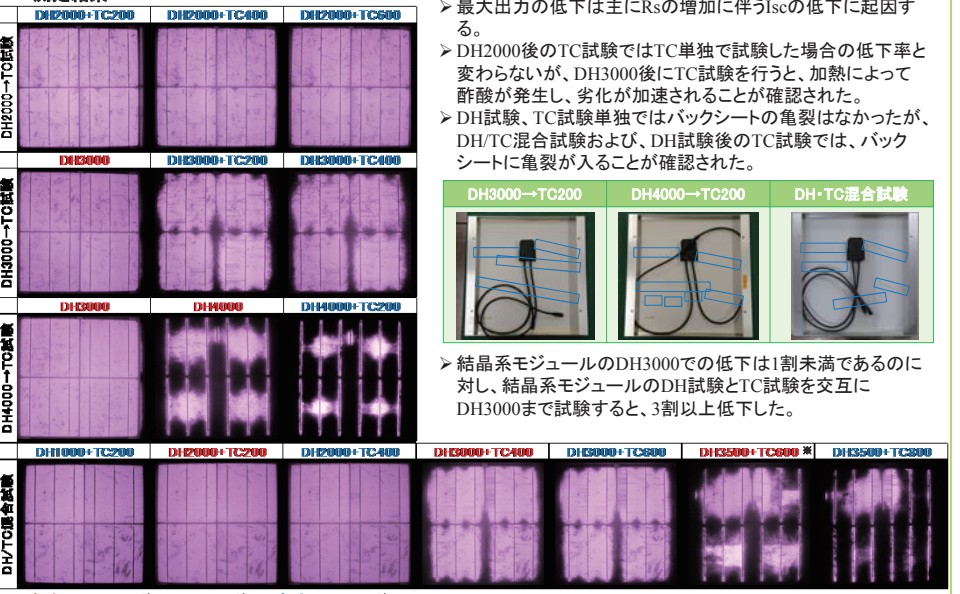 DH2000+TC200 DH2000+TC400 DH2000+TC600
DH2000→TC試験
DH3000 DH3000+TC200 DH3000+TC400
DH3000→TC試験
DH3000 DH4000 DH4000+TC200
DH4000→TC試験
➢最大出力の低下は主にRsの増加に伴うIscの低下に起因す
る。
➢DH2000後のTC試験ではTC単独で試験した場合の低下率と
変わらないが、DH3000後にTC試験を行うと、加熱によって
酢酸が発生し、劣化が加速されることが確認された。
➢DH試験、TC試験単独ではバックシートの亀裂はなかったが、
DH/TC混合試験および、DH試験後のTC試験では、バック
シートに亀裂が入ることが確認された。
DH3000→TC200 DH4000→TC200 DH・TC混合試験
➢結晶系モジュールのDH3000での低下は1割未満であるのに
対し、結晶系モジュールのDH試験とTC試験を交互に
DH3000まで試験すると、3割以上低下した。
DH1000+TC200 DH2000+TC200 DH2000+TC400 DH3000+TC400 DH3000+TC600 DH3500+TC600 ※ DH3500+TC800
DH/TC混合試験